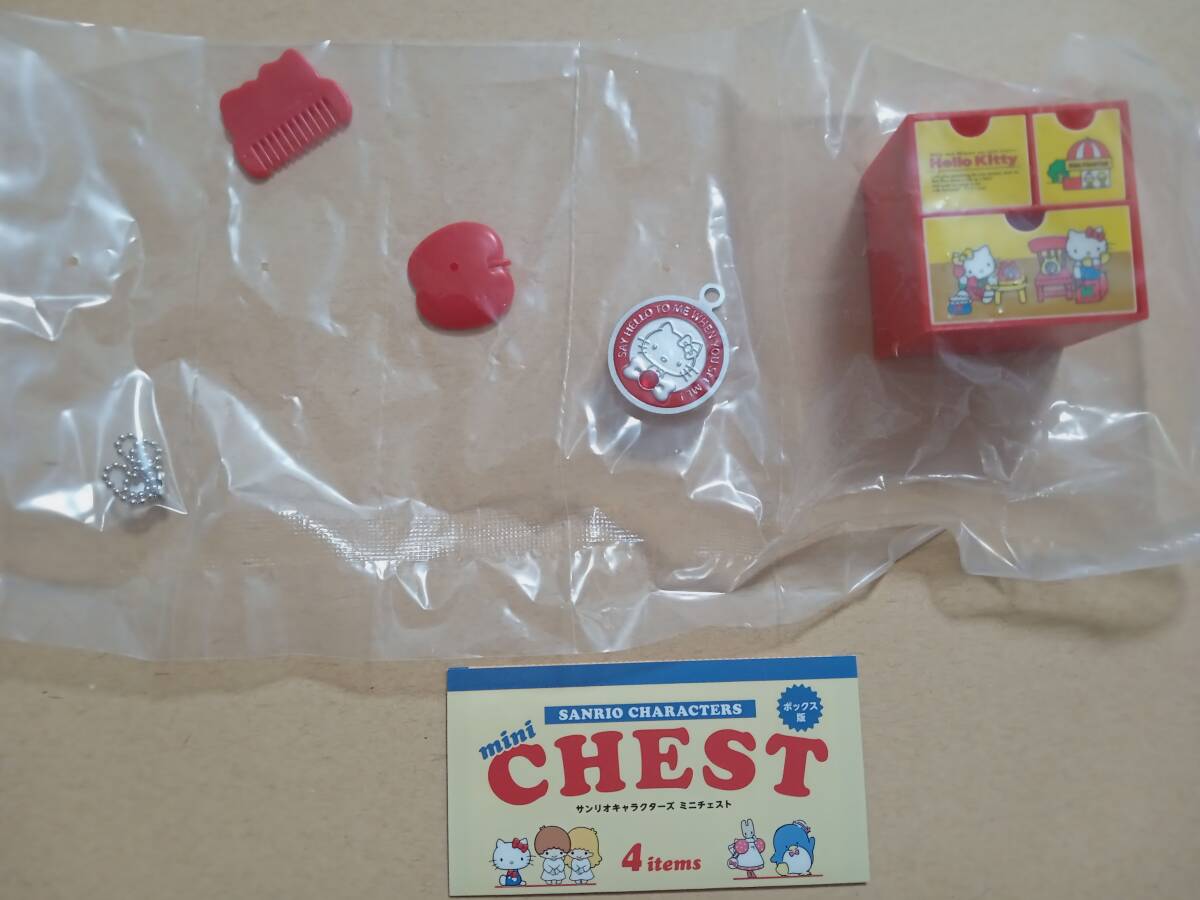 Hello Kitty
SAY HELLO TO ME WHEN YOU SEE ME!
SANRIO CHARACTERS
ボックス
版
mini
CHEST
サンリオキャラクターズ ミニチェスト
4 items